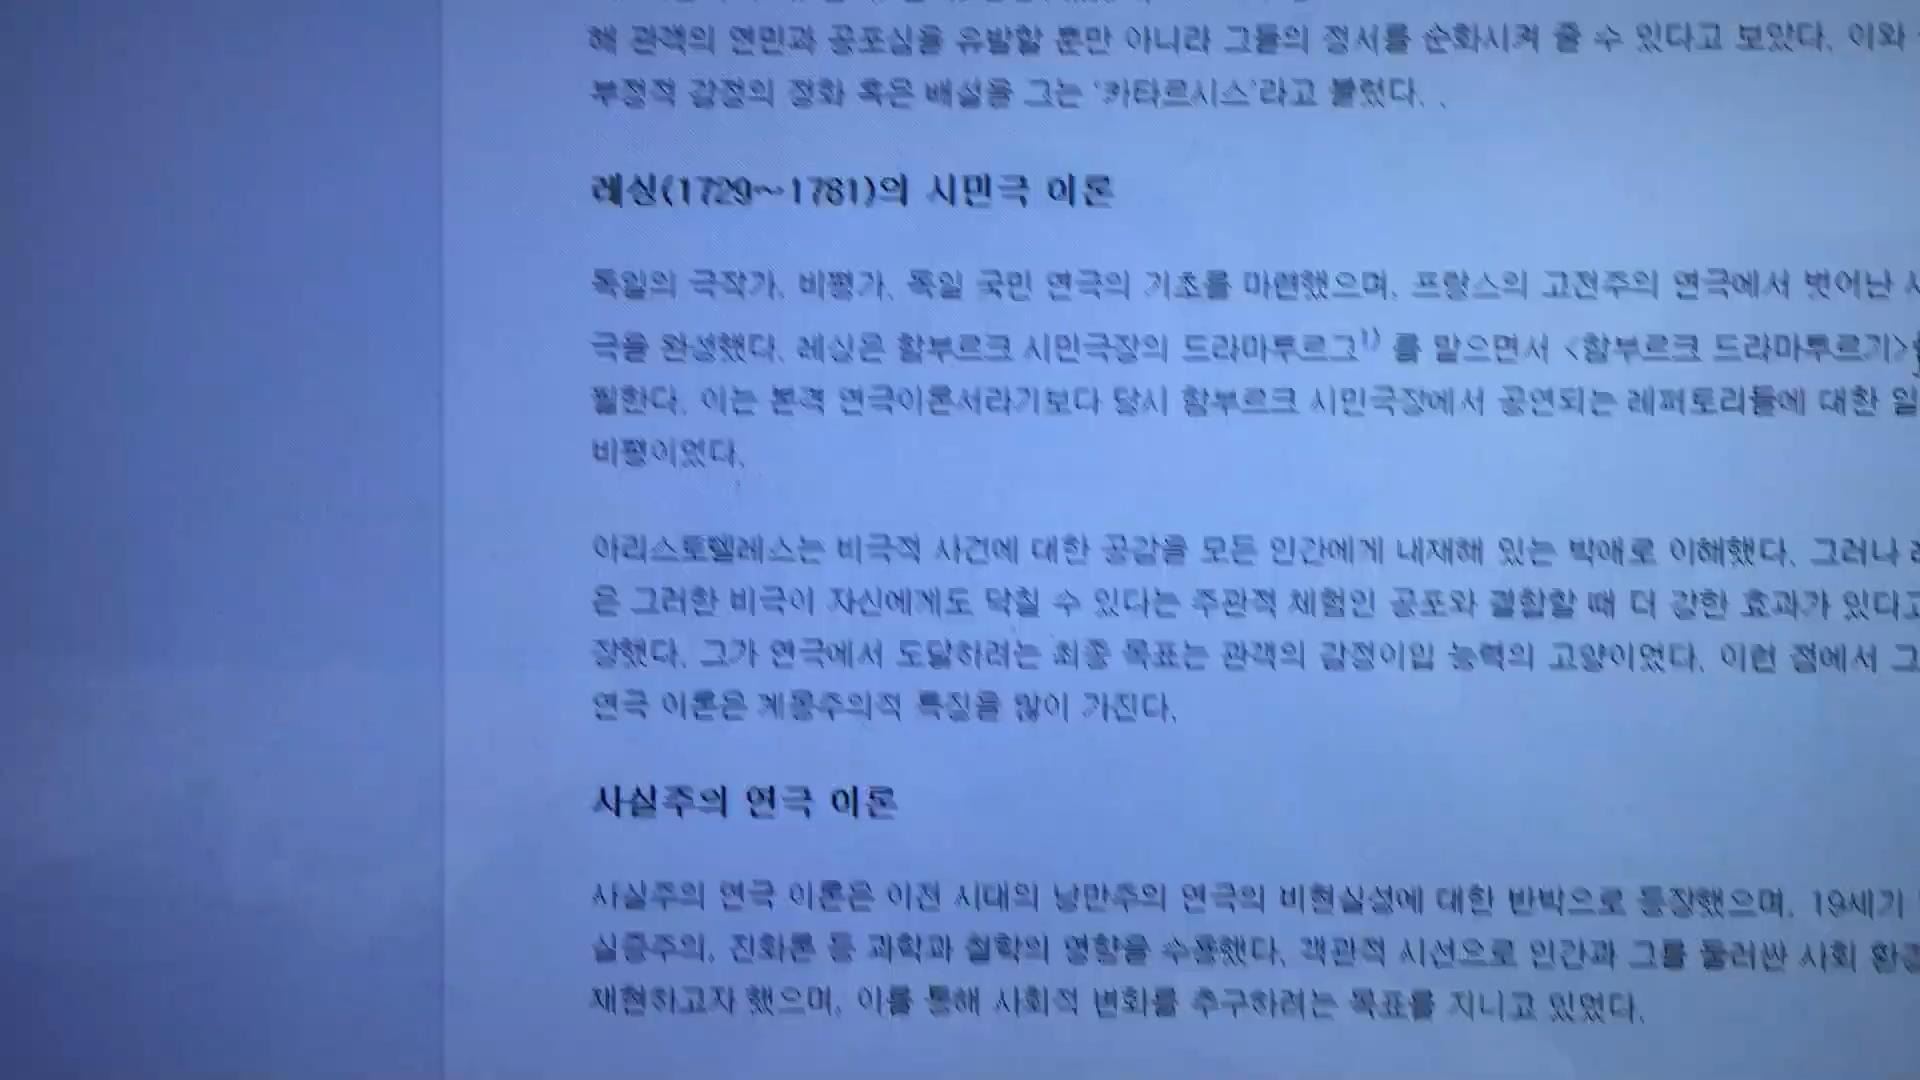 해 관객의 연민과 공포심을 유발할 뿐만 아니라 그들의 정서를 순화시켜 줄 수 있다고 보았다. 이와
부정적 감정의 정화 혹은 배설을 그는 '카타르시스'라고 불렀다. .
레싱(1729~1781)의 시민극 이론
독일의 극작가, 비평가. 독일 국민 연극의 기초를 마련했으며, 프랑스의 고전주의 연극에서 벗어난
극을 완성했다. 레싱은 함부르크 시민극장의 드라마투르그1) 를 맡으면서 <함부르크 드라마투르기>
필한다. 이는 본격 연극이론서라기보다 당시 함부르크 시민극장에서 공연되는 레퍼토리들에 대한 일
비평이었다.
아리스토텔레스는 비극적 사건에 대한 공감을 모든 인간에게 내재해 있는 박애로 이해했다. 그러나
은 그러한 비극이 자신에게도 닥칠 수 있다는 주관적 체험인 공포와 결합할 때 더 강한 효과가 있다고
장했다. 그가 연극에서 도달하려는 최종 목표는 관객의 감정이입 능력의 고양이었다. 이런 점에서 그
연극 이론은 계몽주의적 특징을 많이 가진다.
사실주의 연극 이론
사실주의 연극 이론은 이전 시대의 낭만주의 연극의 비현실성에 대한 반박으로 등장했으며, 19세기
실증주의, 진화론 등 과학과 철학의 영향을 수용했다. 객관적 시선으로 인간과 그를 둘러싼 사회 환경
재현하고자 했으며, 이를 통해 사회적 변화를 추구하려는 목표를 지니고 있었다.